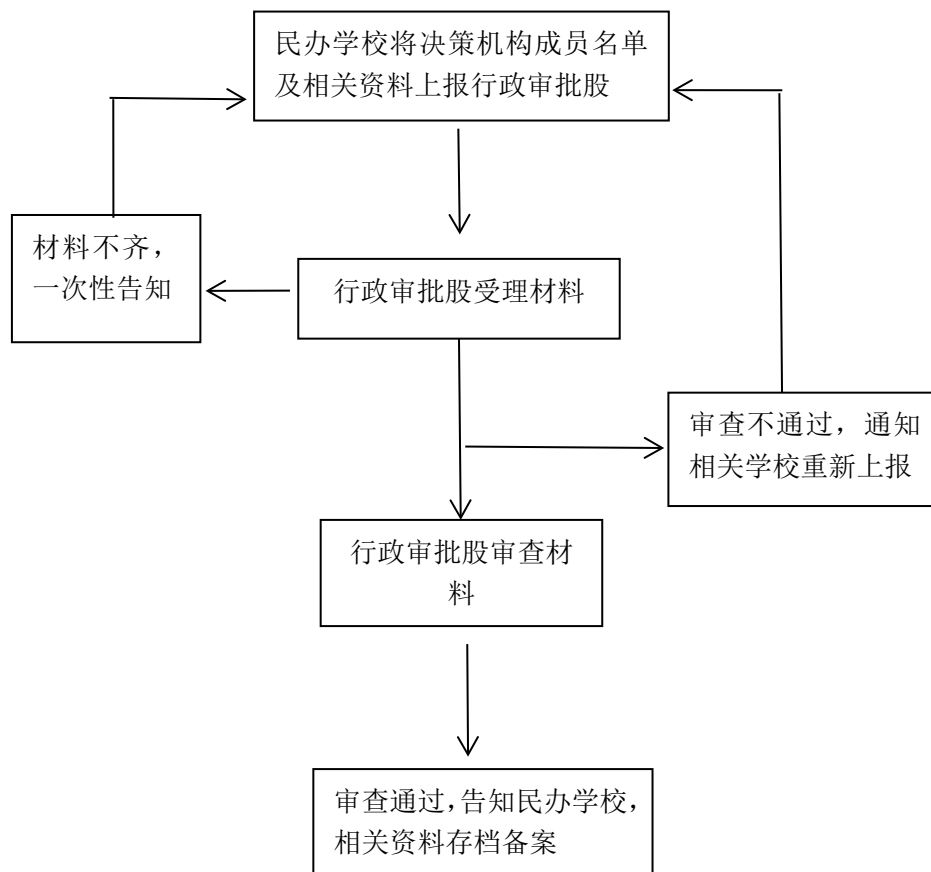 民办学校将决策机构成员名单
及相关资料上报行政审批股
材料不齐，
一次性告知
行政审批股受理材料
审查不通过，通知
相关学校重新上报
行政审批股审查材
料
审查通过,告知民办学校,
相关资料存档备案